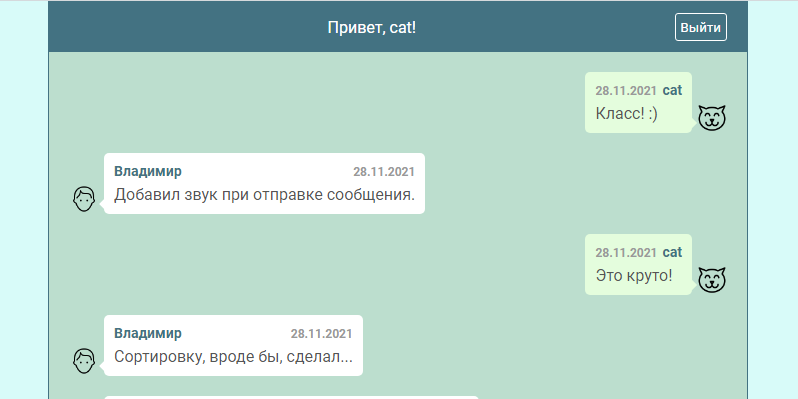 Привет, cat!
Выйти
28.11.2021 cat
Класс! :)
Владимир 28.11.2021
Добавил звук при отправке сообщения.
28.11.2021 cat
Это круто!
Владимир 28.11.2021
Сортировку, вроде бы, сделал...